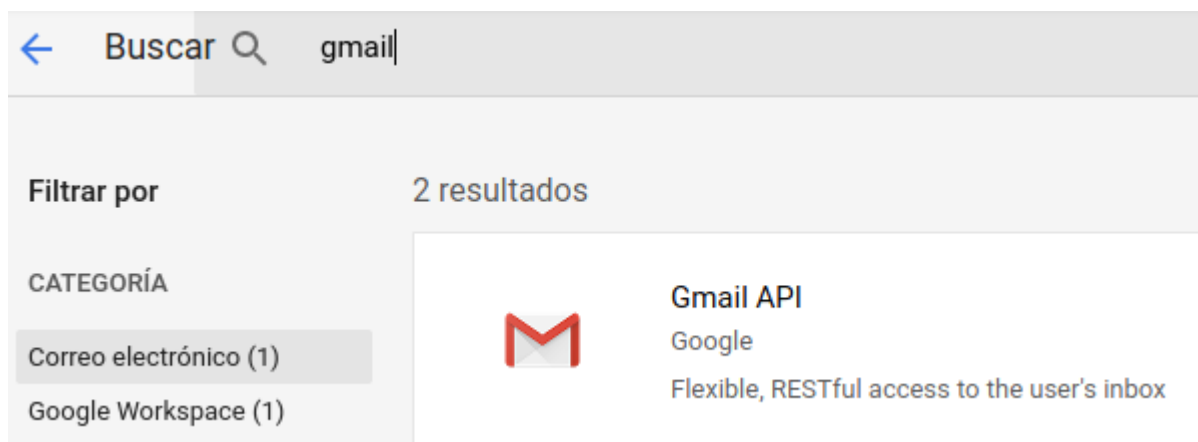 Buscar gmail
Filtrar por
2 resultados
CATEGORÍA
Correo electrónico (1)
Google Workspace (1)
Gmail API
Google
Flexible, RESTful access to the user's inbox